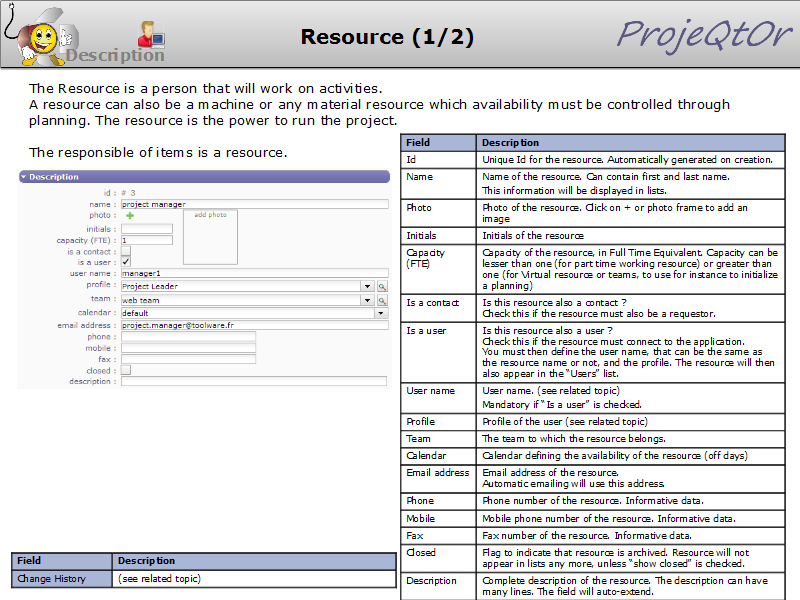 Description
Resource (1/2)
ProjeQtOr
The Resource is a person that will work on activities.
A resource can also be a machine or any material resource which availability must be controlled through
planning. The resource is the power to run the project.
The responsible of items is a resource.
Description
id : # 3
name : project manager
photo :
add photo
initials :
capacity (FTE) : 1
is a contact :
is a user :
user name : manager1
profile : Project Leader
team : web team
calendar : default
email address : project.manager@toolware.fr
phone :
mobile :
fax :
closed :
description :
Field Description
Change History (see related topic)
Field Description
Id Unique Id for the resource. Automatically generated on creation.
Name Name of the resource. Can contain first and last name.
This information will be displayed in lists.
Photo Photo of the resource. Click on + or photo frame to add an
image
Initials Initials of the resource
Capacity Capacity of the resource, in Full Time Equivalent. Capacity can be
(FTE) lesser than one (for part time working resource) or greater than
one (for Virtual resource or teams, to use for instance to initialize
a planning)
Is a contact Is this resource also a contact ?
Check this if the resource must also be a requestor.
Is a user Is this resource also a user ?
Check this if the resource must connect to the application.
You must then define the user name, that can be the same as
the resource name or not, and the profile. The resource will then
also appear in the “Users” list.
User name User name. (see related topic)
Mandatory if “Is a user” is checked.
Profile Profile of the user (see related topic)
Team The team to which the resource belongs.
Calendar Calendar defining the availability of the resource (off days)
Email address Email address of the resource.
Automatic emailing will use this address.
Phone Phone number of the resource. Informative data.
Mobile Mobile phone number of the resource. Informative data.
Fax Fax number of the resource. Informative data.
Closed Flag to indicate that resource is archived. Resource will not
appear in lists any more, unless “show closed” is checked.
Description Complete description of the resource. The description can have
many lines. The field will auto-extend.